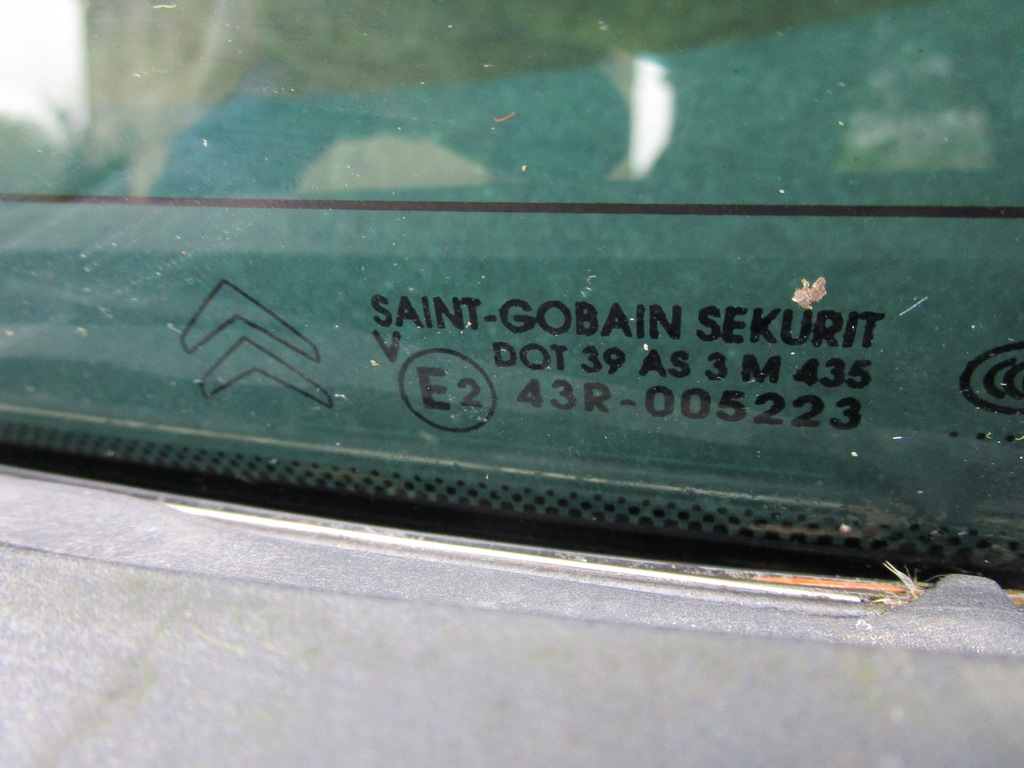 SAINT-GOBAIN SEKURIT
V DOT 39 AS 3 M 435
E2 43R-005223